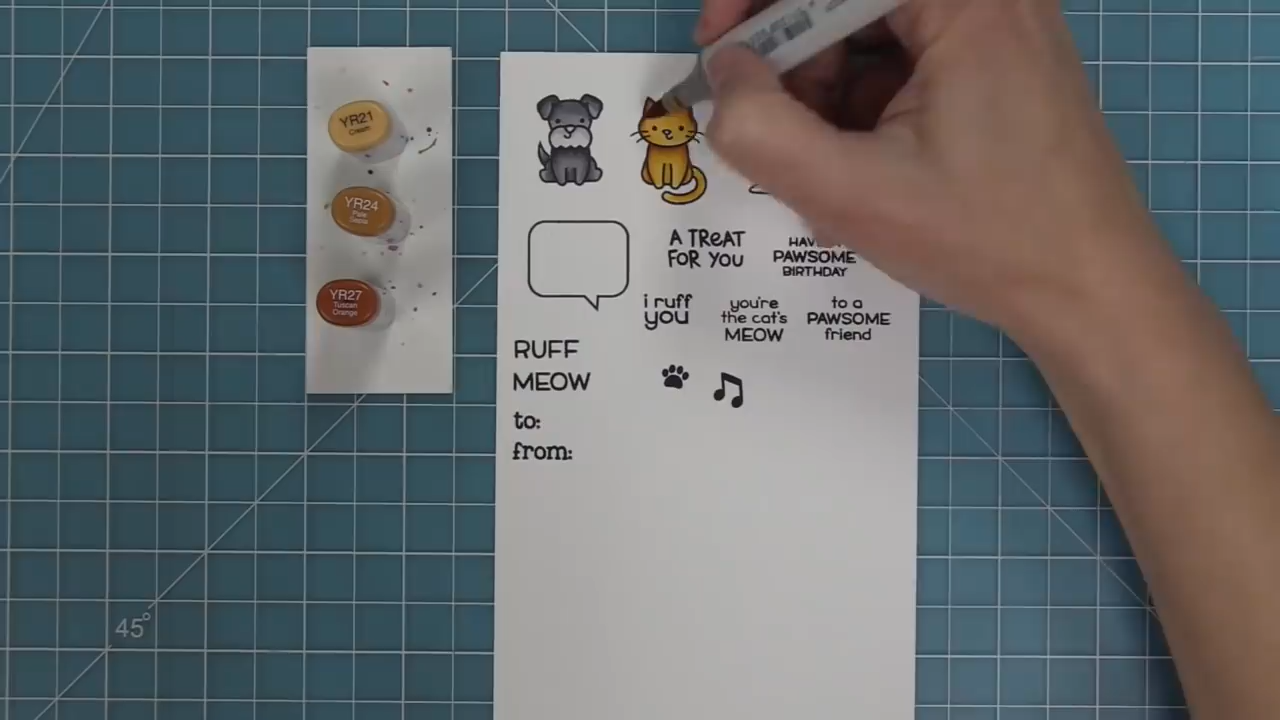 YR21
Cream
YR24
Pale
Sepia
YR27
Tuscan
Orange
A TReAT
FOR YOU
PAWSOME
BIRTHDAY
i ruff
you
you're
the cat's
MEOW
to a
PAWSOME
friend
RUFF
MEOW
to:
from:
45°